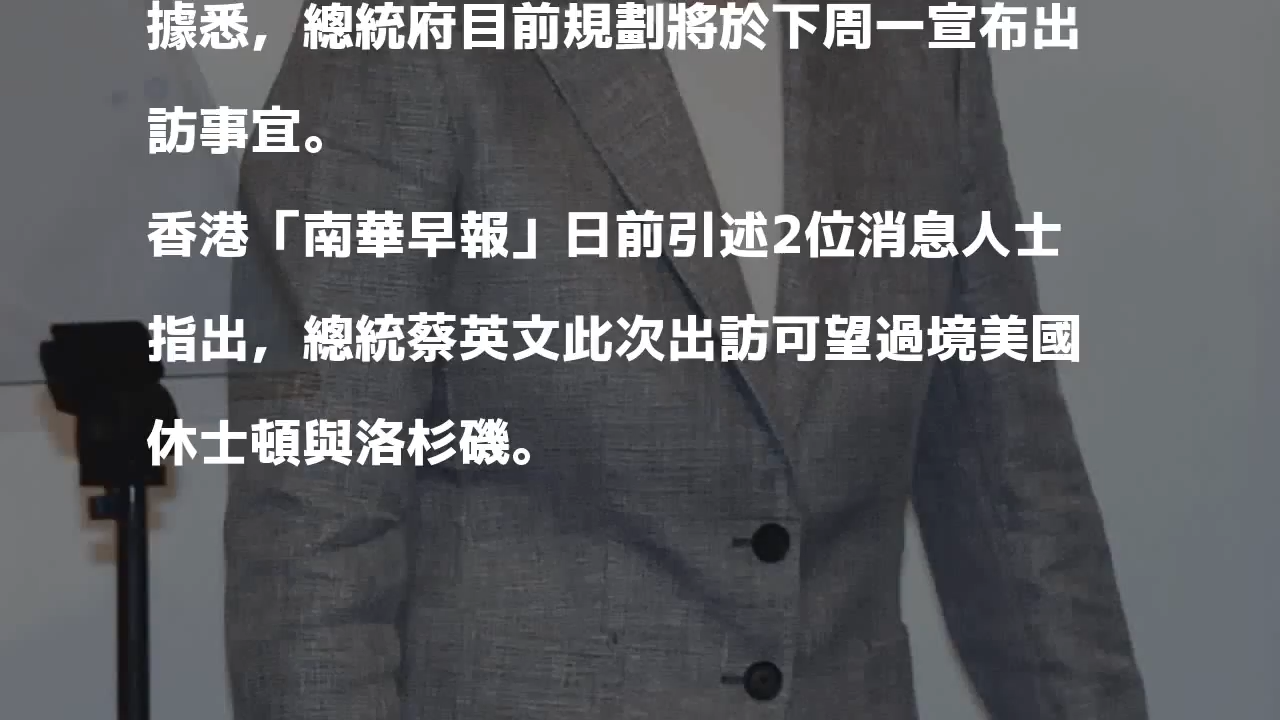 據悉，總統府目前規劃將於下周一宣布出
訪事宜。
香港「南華早報」日前引述2位消息人士
指出，總統蔡英文此次出訪可望過境美國
休士頓與洛杉磯。